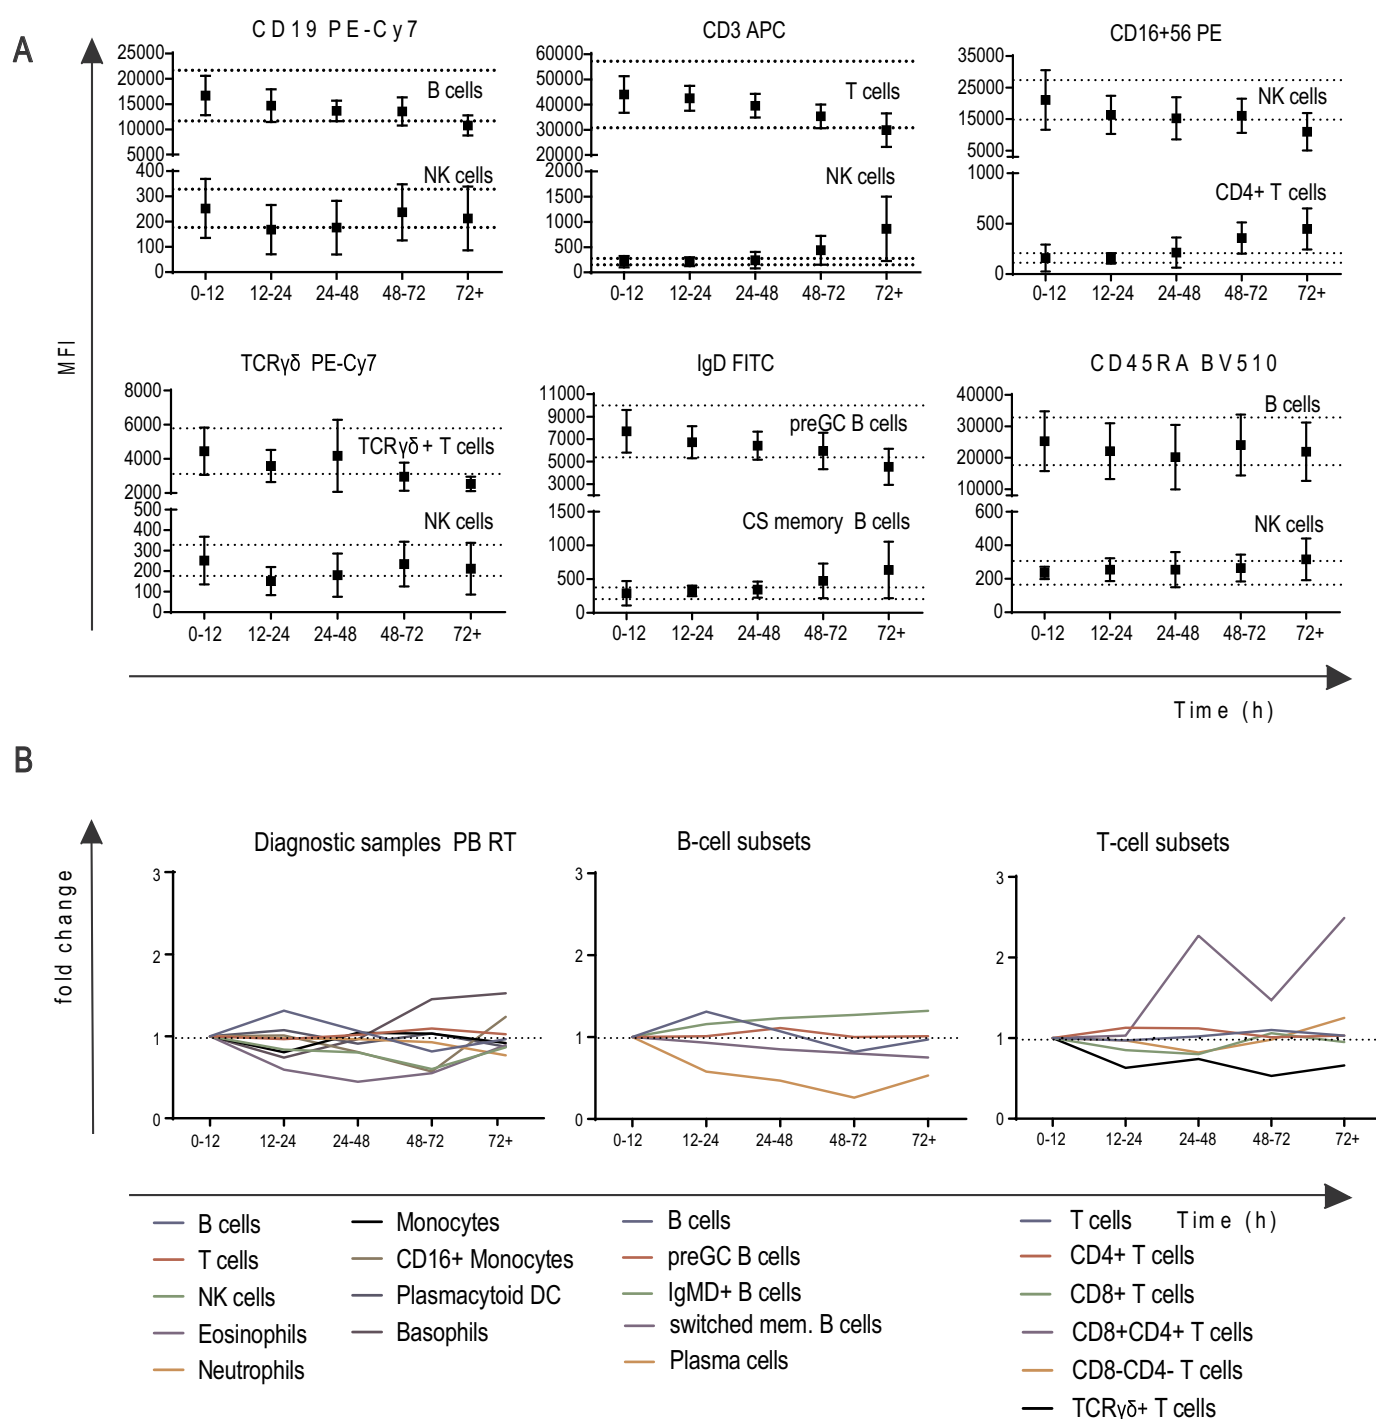 A
CD19 PE-Cy7
25000
20000
15000
10000
5000
B cells
400
300
200
100
0
NK cells
0-12 12-24 24-48 48-72 72+
CD3 APC
60000
50000
40000
30000
20000
T cells
2000
1500
1000
500
0
NK cells
0-12 12-24 24-48 48-72 72+
CD16+56 PE
35000
25000
15000
5000
NK cells
1000
500
0
CD4+ T cells
0-12 12-24 24-48 48-72 72+
MFI
TCRγδ PE-Cy7
8000
6000
4000
2000
TCRγδ+ T cells
500
400
300
200
100
0
NK cells
0-12 12-24 24-48 48-72 72+
IgD FITC
11000
9000
7000
5000
3000
preGC B cells
1500
1000
500
0
CS memory B cells
0-12 12-24 24-48 48-72 72+
CD45RA BV510
40000
30000
20000
10000
B cells
600
400
200
0
NK cells
0-12 12-24 24-48 48-72 72+
Time (h)
B
fold change
Diagnostic samples PB RT
3
2
1
0
0-12 12-24 24-48 48-72 72+
B-cell subsets
3
2
1
0
0-12 12-24 24-48 48-72 72+
T-cell subsets
3
2
1
0
0-12 12-24 24-48 48-72 72+
Time (h)
B cells
T cells
NK cells
Eosinophils
Neutrophils
Monocytes
CD16+ Monocytes
Plasmacytoid DC
Basophils
B cells
preGC B cells
IgMD+ B cells
switched mem. B cells
Plasma cells
T cells
CD4+ T cells
CD8+ T cells
CD8+CD4+ T cells
CD8-CD4- T cells
TCRγδ+ T cells